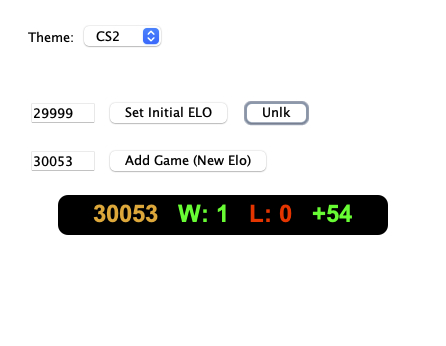 Theme: CS2
29999 Set Initial ELO Unlk
30053 Add Game (New Elo)
30053 W: 1 L: 0 +54